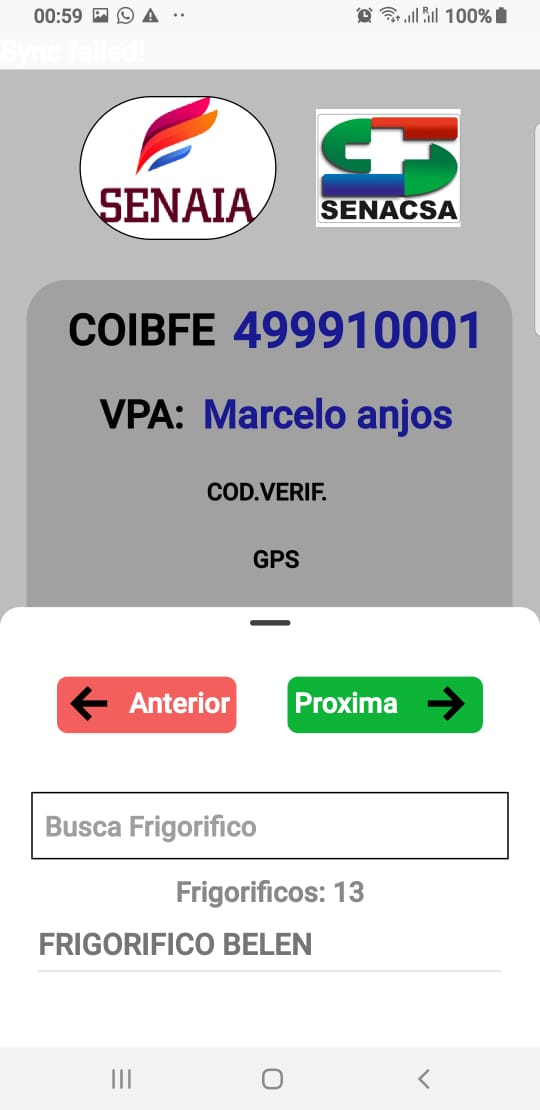 00:59 100%
Sync failed!
SENAIA
SENACSA
COIBFE 499910001
VPA: Marcelo anjos
COD.VERIF.
GPS
Anterior
Proxima
Busca Frigorifico
Frigorificos: 13
FRIGORIFICO BELEN